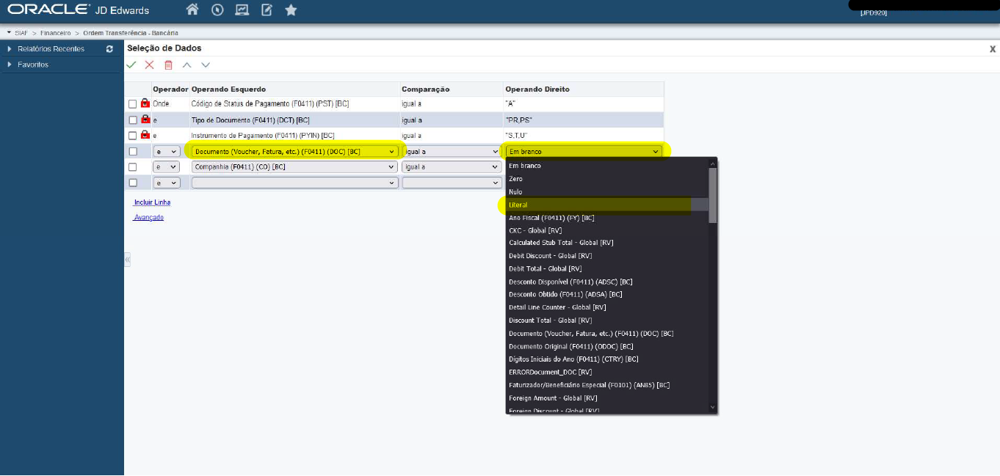 ORACLE® JD Edwards
[JPD920]
SIAF > Financeiro > Ordem Transferência - Bancária
Relatórios Recentes
Favoritos
Seleção de Dados
X
Operador Operando Esquerdo Comparação Operando Direito
Onde Código de Status de Pagamento (F0411) (PST) [BC] igual a "A"
e Tipo de Documento (F0411) (DCT) [BC] igual a "PR,PS"
e Instrumento de Pagamento (F0411) (PYIN) [BC] igual a "S,T,U"
e Documento (Voucher, Fatura, etc.) (F0411) (DOC) [BC] igual a Em branco
e Companhia (F0411) (CO) [BC] igual a
e
Incluir Linha
Avançado
«
Em branco
Zero
Nulo
Literal
Ano Fiscal (F0411) (FY) [BC]
CKC - Global [RV]
Calculated Stub Total - Global [RV]
Debit Discount - Global [RV]
Debit Total - Global [RV]
Desconto Disponível (F0411) (ADSC) [BC]
Desconto Obtido (F0411) (ADSA) [BC]
Detail Line Counter - Global [RV]
Discount Total - Global [RV]
Documento (Voucher, Fatura, etc.) (F0411) (DOC) [BC]
Documento Original (F0411) (ODOC) [BC]
Dígitos Iniciais do Ano (F0411) (CTRY) [BC]
ERRORDocument_DOC [RV]
Faturizador/Beneficiário Especial (F0101) (AN85) [BC]
Foreign Amount - Global [RV]
Foreign Discount - Global [RV]